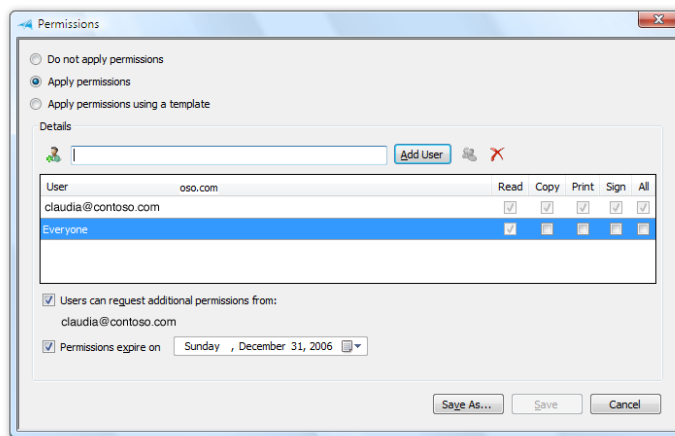 Permissions
Do not apply permissions
Apply permissions
Apply permissions using a template
Details
Add User
User oso.com Read Copy Print Sign All
claudia@contoso.com
Everyone
Users can request additional permissions from:
claudia@contoso.com
Permissions expire on Sunday , December 31, 2006
Save As... Save Cancel